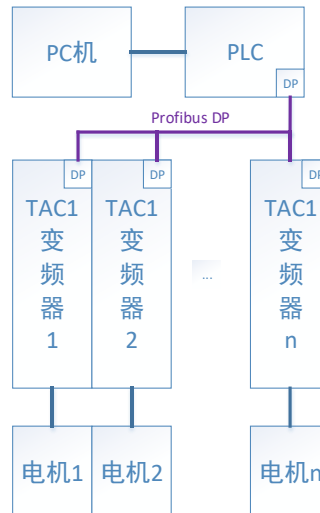 PC机
PLC
DP
Profibus DP
DP
DP
DP
TAC1
变
频
器
1
TAC1
变
频
器
2
...
TAC1
变
频
器
n
电机1
电机2
电机n